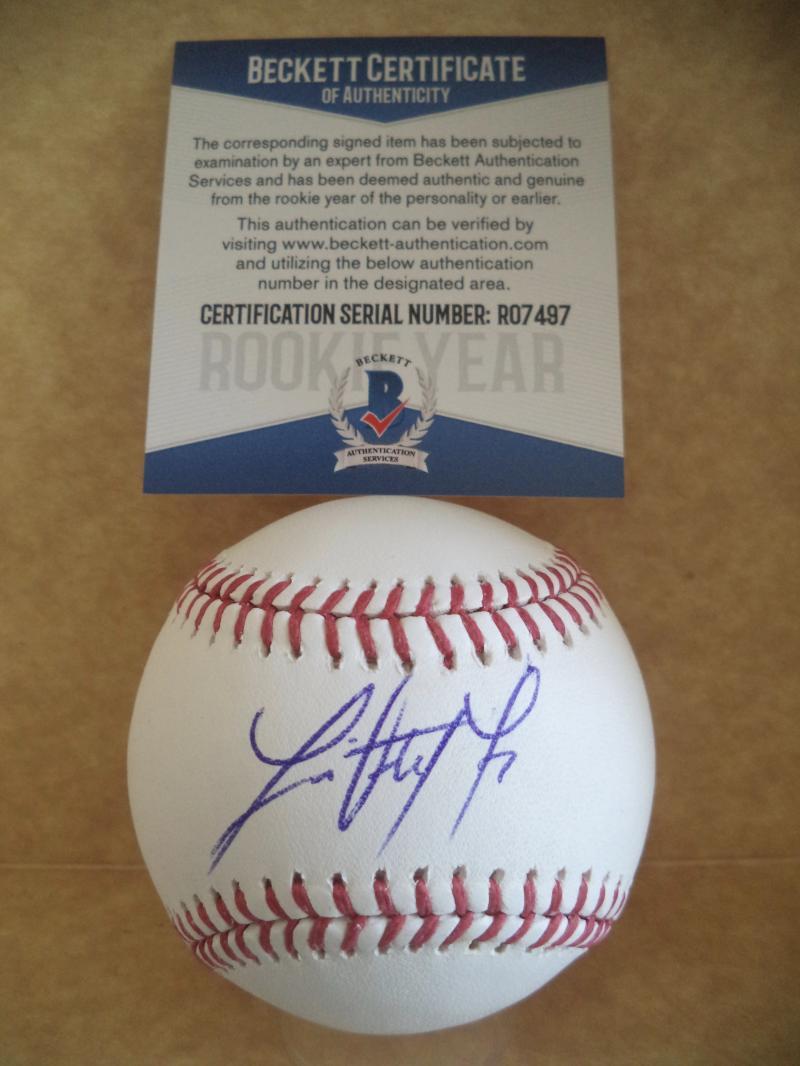 BECKETT CERTIFICATE
OF AUTHENTICITY
The corresponding signed item has been subjected to
examination by an expert from Beckett Authentication
Services and has been deemed authentic and genuine
from the rookie year of the personality or earlier.
This authentication can be verified by
visiting www.beckett-authentication.com
and utilizing the below authentication
number in the designated area.
CERTIFICATION SERIAL NUMBER: R07497
ROOKIE YEAR
BECKETT
B
AUTHENTICATION
SERVICES